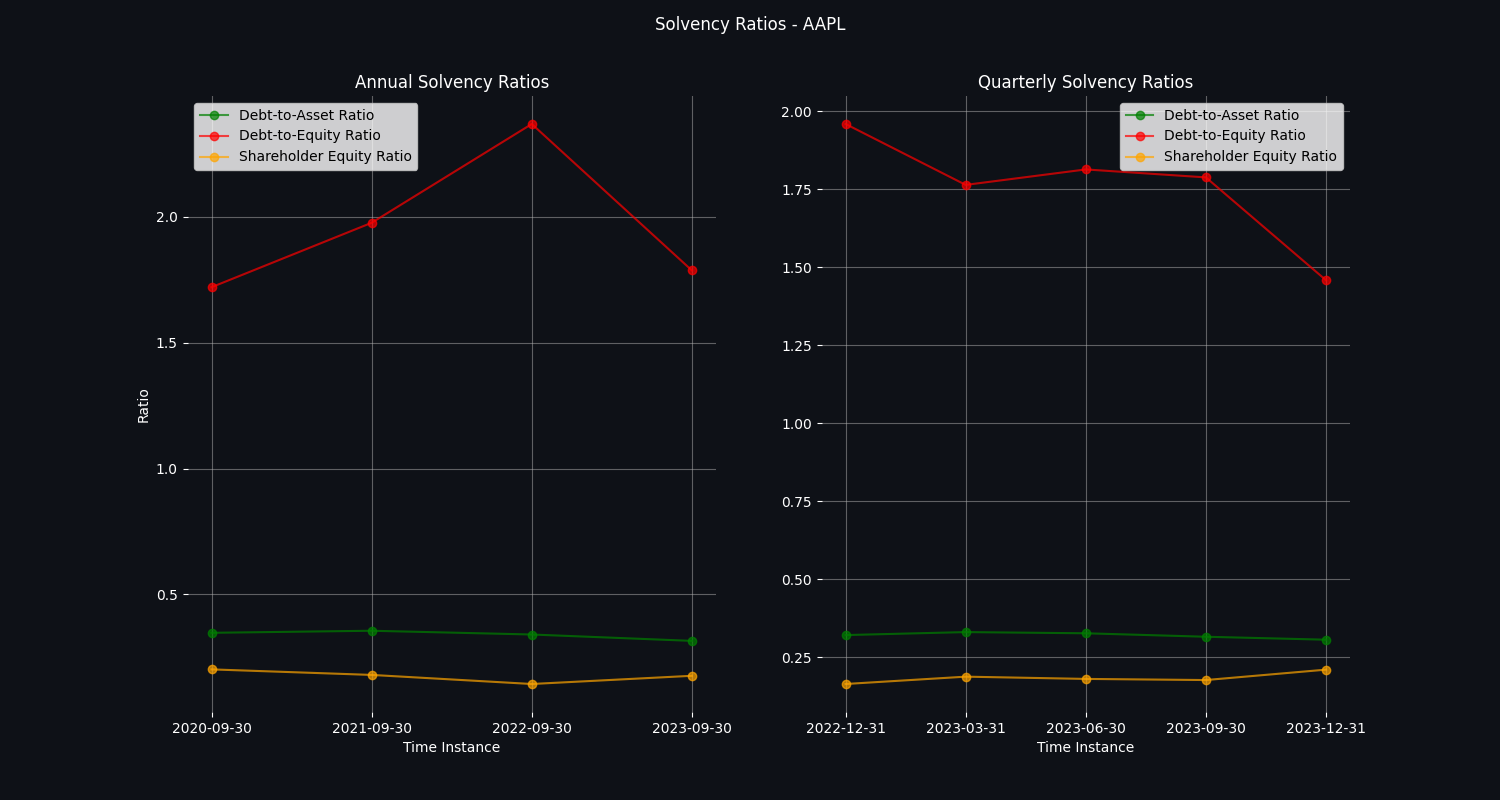 Solvency Ratios - AAPL
Annual Solvency Ratios
Debt-to-Asset Ratio
Debt-to-Equity Ratio
Shareholder Equity Ratio
2.0
1.5
1.0
0.5
Ratio
2020-09-30
2021-09-30
2022-09-30
2023-09-30
Time Instance
Quarterly Solvency Ratios
Debt-to-Asset Ratio
Debt-to-Equity Ratio
Shareholder Equity Ratio
2.00
1.75
1.50
1.25
1.00
0.75
0.50
0.25
2022-12-31
2023-03-31
2023-06-30
2023-09-30
2023-12-31
Time Instance